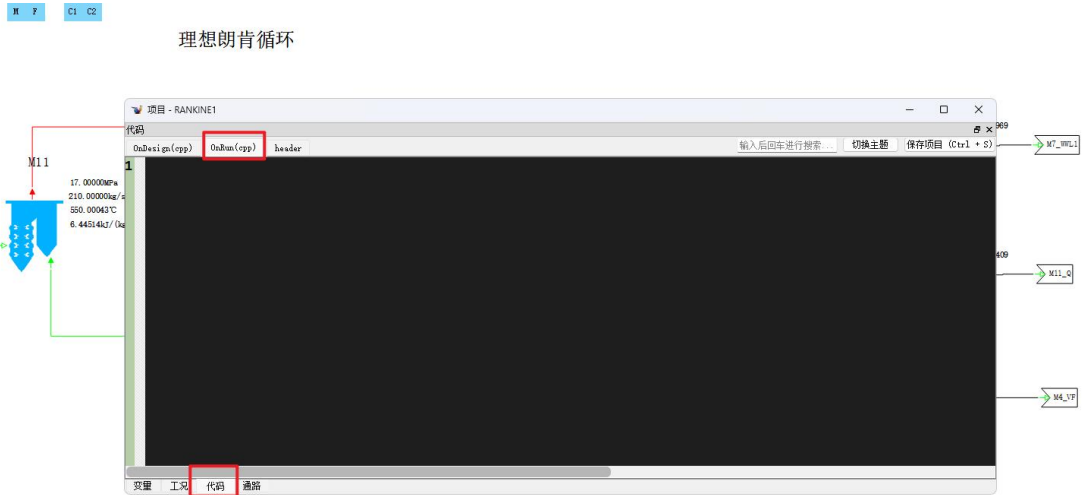 M F C1 C2
理想朗肯循环
项目 - RANKINE1
代码
OnDesign(cpp) OnRun(cpp) header 输入后回车进行搜索... 切换主题 保存项目 (Ctrl + S)
1
969
M7_WWL1
M11
17.00000MPa
210.00000kg/s
550.00043℃
6.44514kJ/(kg
409
M11_Q
M4_VF
变量 工况 代码 通路